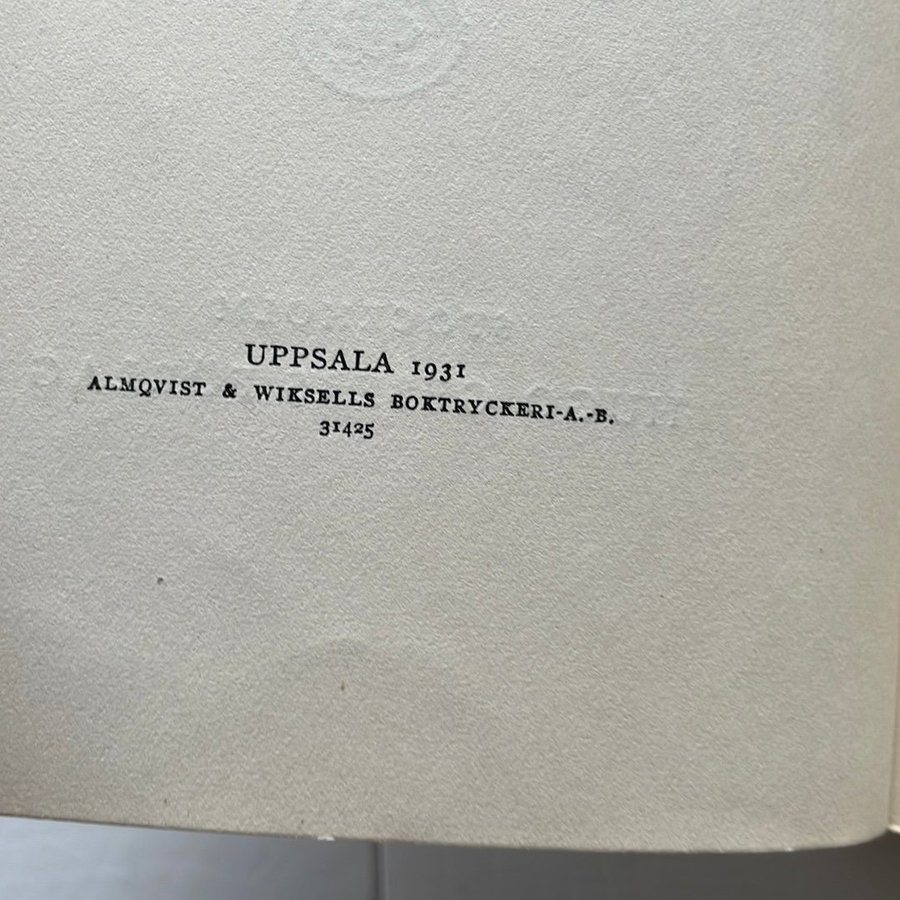 UPPSALA 1931
ALMQVIST & WIKSELLS BOKTRYCKERI-A.-B.
31425